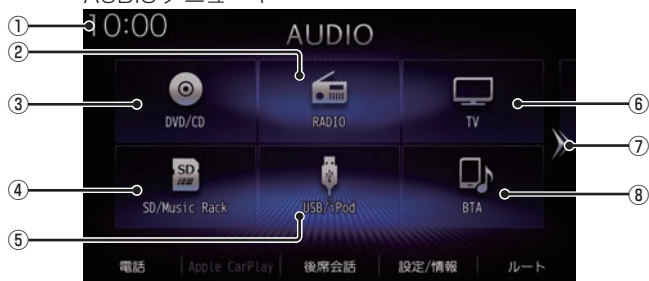 AUDIOメニュー1
① 10:00 AUDIO
②
③ DVD/CD RADIO TV ⑥
⑦
④ SD/Music Rack USB/iPod BTA ⑧
SD
⑤
電話 Apple CarPlay 後席会話 設定/情報 ルート